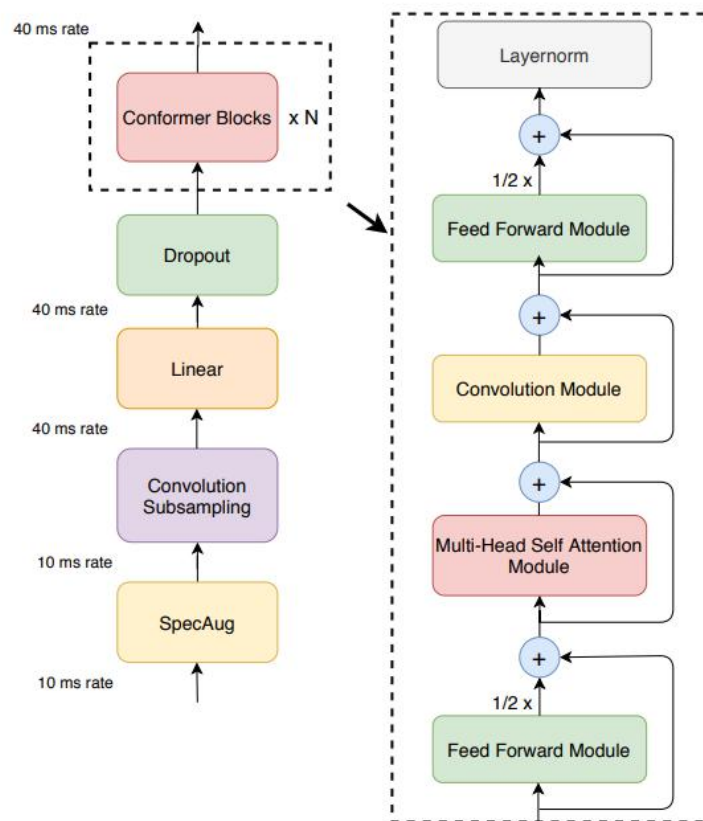 40 ms rate
Conformer Blocks
x N
Dropout
40 ms rate
Linear
40 ms rate
Convolution
Subsampling
10 ms rate
SpecAug
10 ms rate
Layernorm
+
1/2 x
Feed Forward Module
+
Convolution Module
+
Multi-Head Self Attention
Module
+
1/2 x
Feed Forward Module